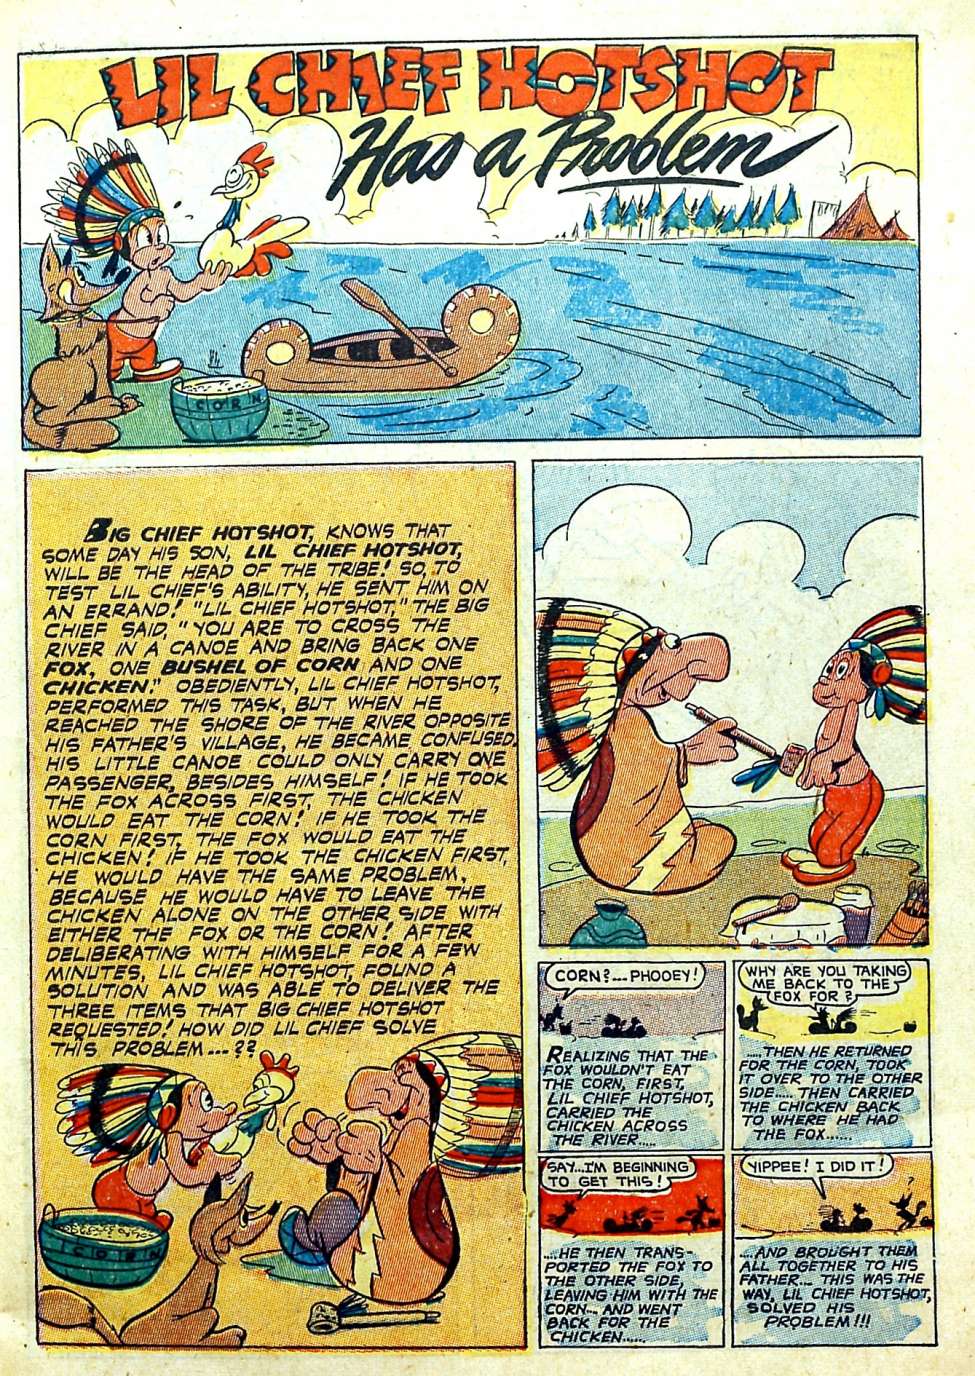 LIL CHIEF HOTSHOT
Has a Problem
CORN
BIG CHIEF HOTSHOT, KNOWS THAT
SOME DAY HIS SON, LIL CHIEF HOTSHOT,
WILL BE THE HEAD OF THE TRIBE! SO, TO
TEST LIL CHIEF'S ABILITY, HE SENT HIM ON
AN ERRAND! "LIL CHIEF HOTSHOT," THE BIG
CHIEF SAID, "YOU ARE TO CROSS THE
RIVER IN A CANOE AND BRING BACK ONE
FOX, ONE BUSHEL OF CORN AND ONE
CHICKEN." OBEDIENTLY, LIL CHIEF HOTSHOT,
PERFORMED THIS TASK, BUT WHEN HE
REACHED THE SHORE OF THE RIVER OPPOSITE
HIS FATHER'S VILLAGE, HE BECAME CONFUSED.
HIS LITTLE CANOE COULD ONLY CARRY ONE
PASSENGER, BESIDES HIMSELF! IF HE TOOK
THE FOX ACROSS FIRST, THE CHICKEN
WOULD EAT THE CORN! IF HE TOOK THE
CORN FIRST, THE FOX WOULD EAT THE
CHICKEN! IF HE TOOK THE CHICKEN FIRST,
HE WOULD HAVE THE SAME PROBLEM,
BECAUSE HE WOULD HAVE TO LEAVE THE
CHICKEN ALONE ON THE OTHER SIDE WITH
EITHER THE FOX OR THE CORN! AFTER
DELIBERATING WITH HIMSELF FOR A FEW
MINUTES, LIL CHIEF HOTSHOT, FOUND A
SOLUTION AND WAS ABLE TO DELIVER THE
THREE ITEMS THAT BIG CHIEF HOTSHOT
REQUESTED! HOW DID LIL CHIEF SOLVE
THIS PROBLEM...??
CORN
CORN?....PHOOEY!
REALIZING THAT THE
FOX WOULDN'T EAT
THE CORN, FIRST,
LIL CHIEF HOTSHOT,
CARRIED THE
CHICKEN ACROSS
THE RIVER.....
WHY ARE YOU TAKING
ME BACK TO THE
FOX FOR?
.....THEN HE RETURNED
FOR THE CORN, TOOK
IT OVER TO THE OTHER
SIDE..... THEN CARRIED
THE CHICKEN BACK
TO WHERE HE HAD
THE FOX......
SAY...I'M BEGINNING
TO GET THIS!
....HE THEN TRANS-
PORTED THE FOX TO
THE OTHER SIDE,
LEAVING HIM WITH THE
CORN... AND WENT
BACK FOR THE
CHICKEN.....
YIPPEE! I DID IT!
?
....AND BROUGHT THEM
ALL TOGETHER TO HIS
FATHER... THIS WAS THE
WAY, LIL CHIEF HOTSHOT,
SOLVED HIS
PROBLEM!!!